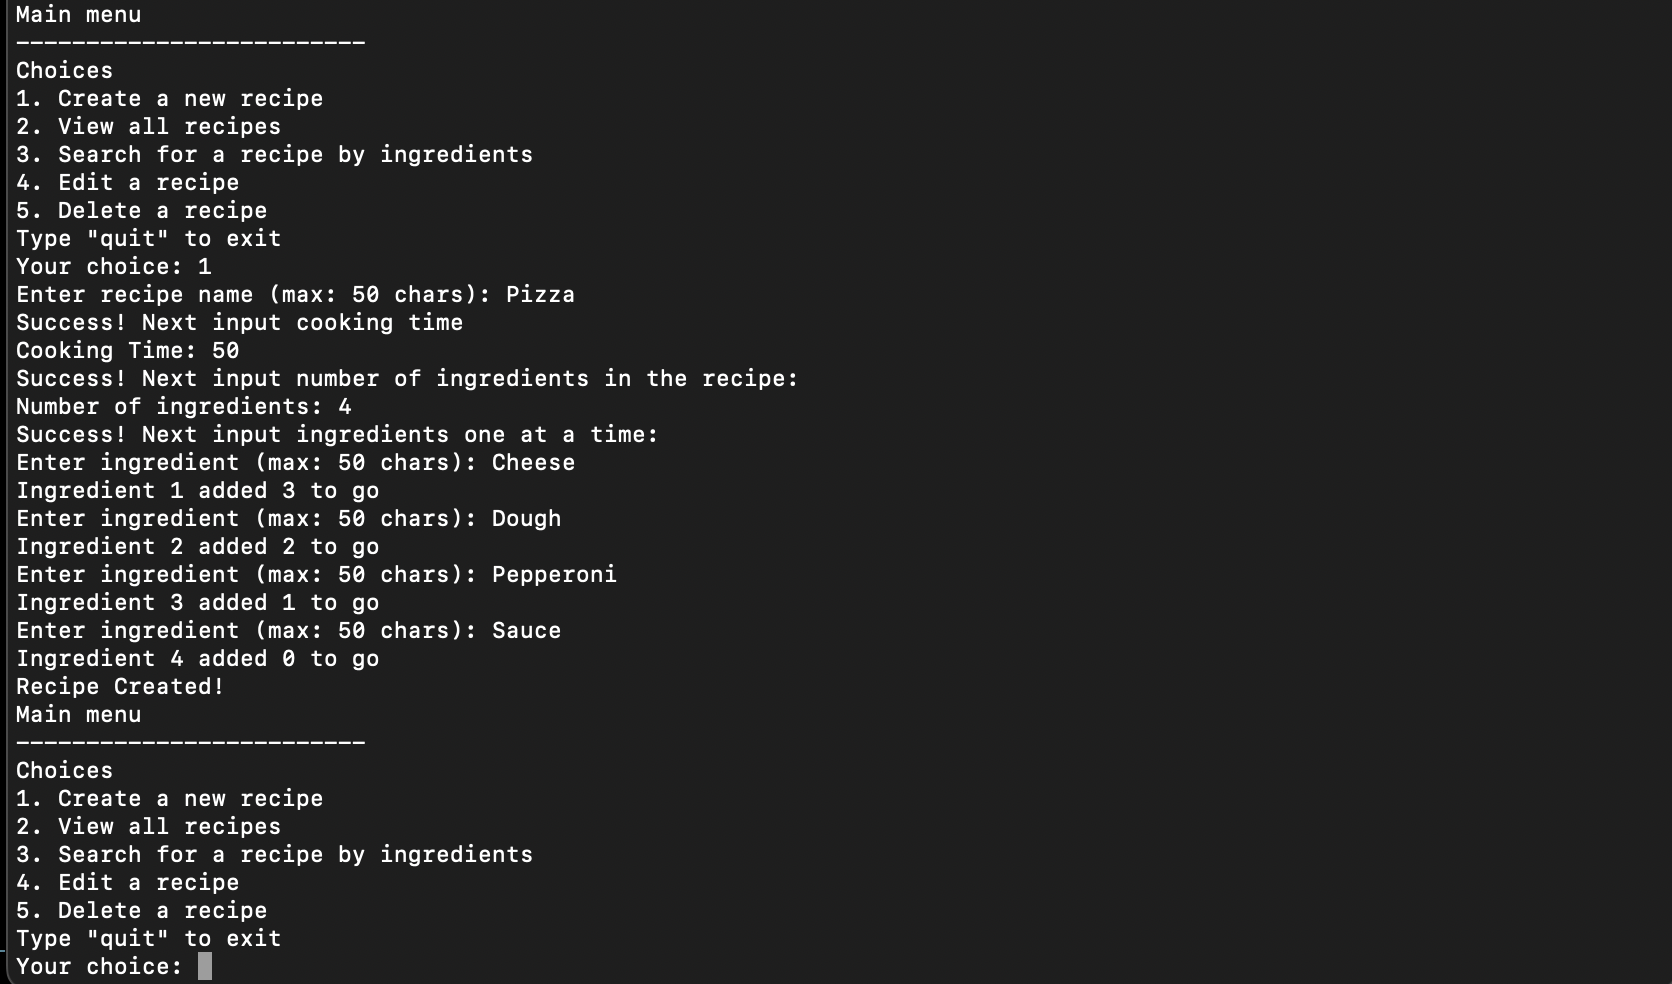 Main menu
-------------------------
Choices
1. Create a new recipe
2. View all recipes
3. Search for a recipe by ingredients
4. Edit a recipe
5. Delete a recipe
Type "quit" to exit
Your choice: 1
Enter recipe name (max: 50 chars): Pizza
Success! Next input cooking time
Cooking Time: 50
Success! Next input number of ingredients in the recipe:
Number of ingredients: 4
Success! Next input ingredients one at a time:
Enter ingredient (max: 50 chars): Cheese
Ingredient 1 added 3 to go
Enter ingredient (max: 50 chars): Dough
Ingredient 2 added 2 to go
Enter ingredient (max: 50 chars): Pepperoni
Ingredient 3 added 1 to go
Enter ingredient (max: 50 chars): Sauce
Ingredient 4 added 0 to go
Recipe Created!
Main menu
-------------------------
Choices
1. Create a new recipe
2. View all recipes
3. Search for a recipe by ingredients
4. Edit a recipe
5. Delete a recipe
Type "quit" to exit
Your choice: